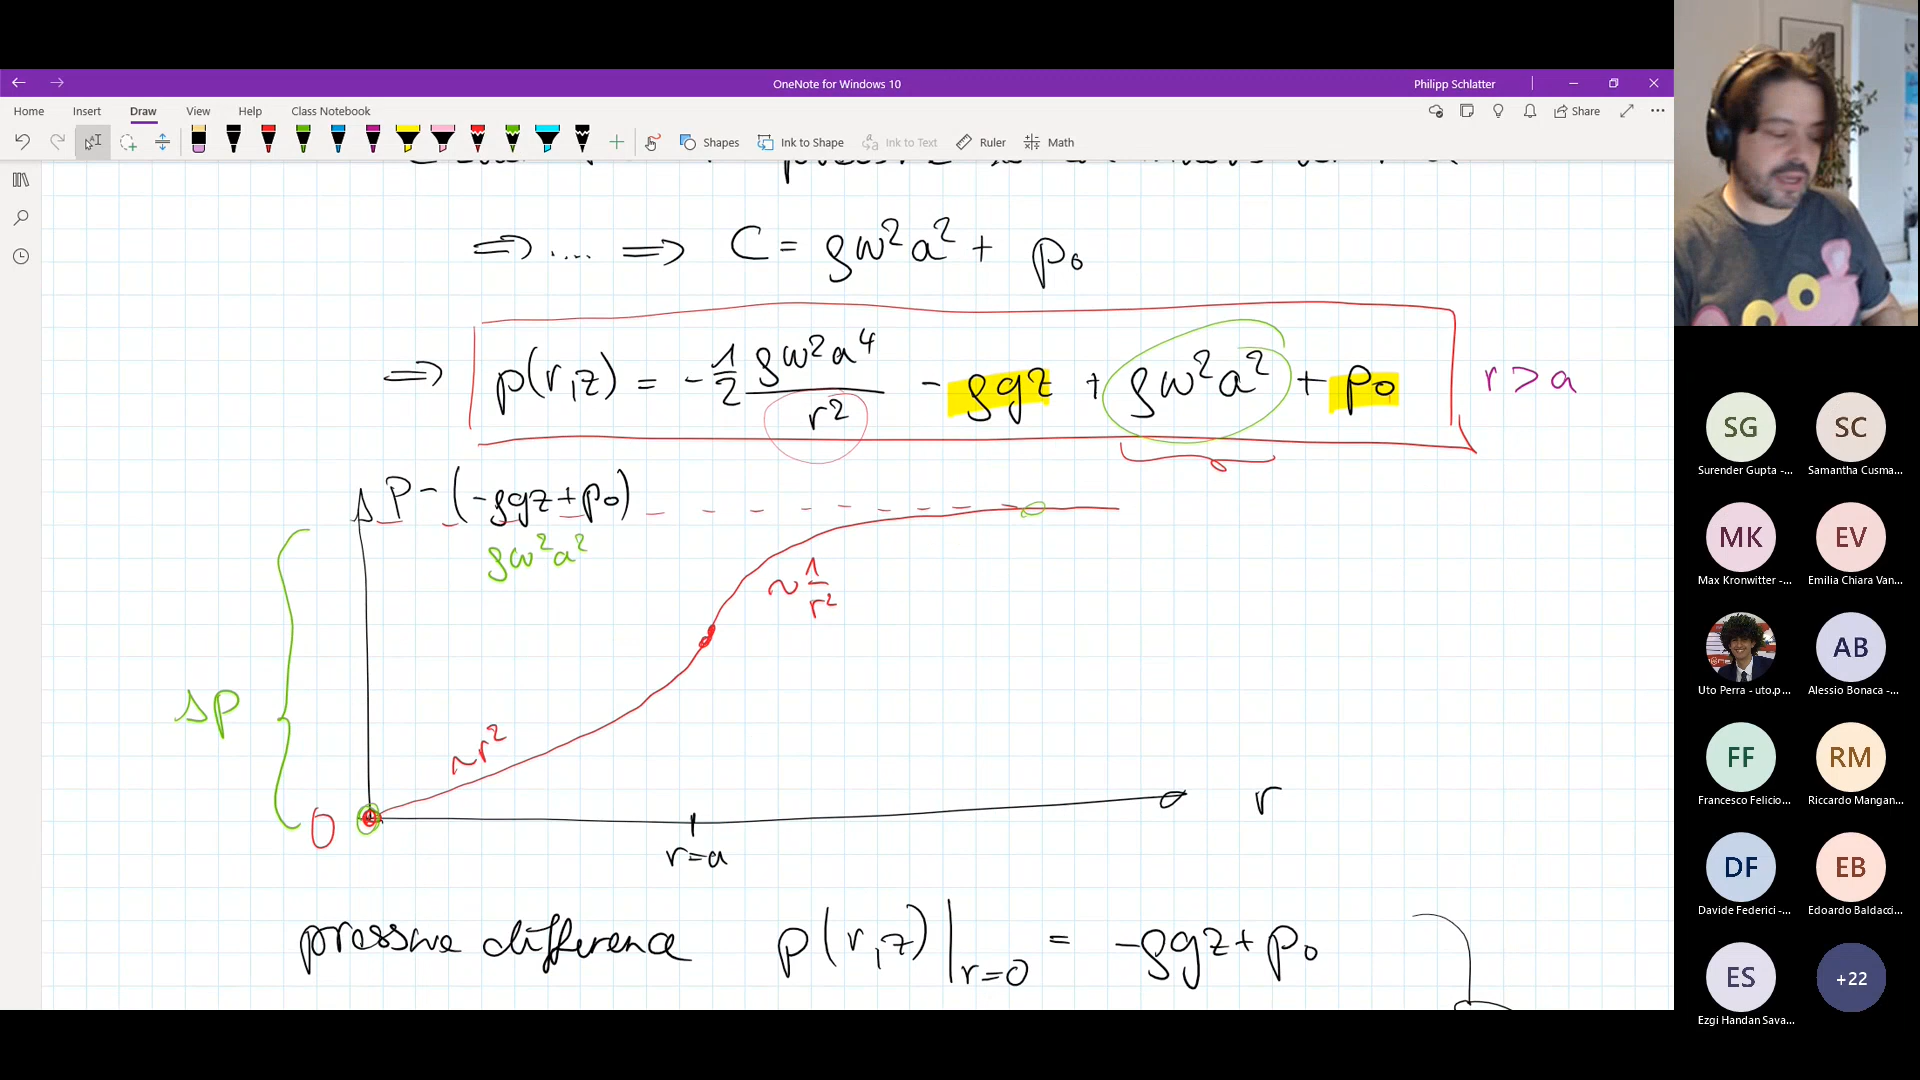 OneNote for Windows 10
Philipp Schlatter
Home Insert Draw View Help Class Notebook
Share
Shapes Ink to Shape Ink to Text Ruler Math
⇒ .... ⇒ C = ρω²a² + p₀
⇒ p(r,z) = -1/2 ρω²a⁴/r² - ρgz + ρω²a² + p₀ r > a
P - (-ρgz + p₀)
ρω²a²
~ 1/r²
Δp
~r²
0
r
r=a
pressure difference p(r,z)|r=0 = -ρgz + p₀
SG SC
Surender Gupta -... Samantha Cusma...
MK EV
Max Kronwitter -... Emilia Chiara Van...
AB
Uto Perra - uto.p... Alessio Bonaca -...
FF RM
Francesco Felicio... Riccardo Mangan...
DF EB
Davide Federici -... Edoardo Baldacci...
ES +22
Ezgi Handan Sava...